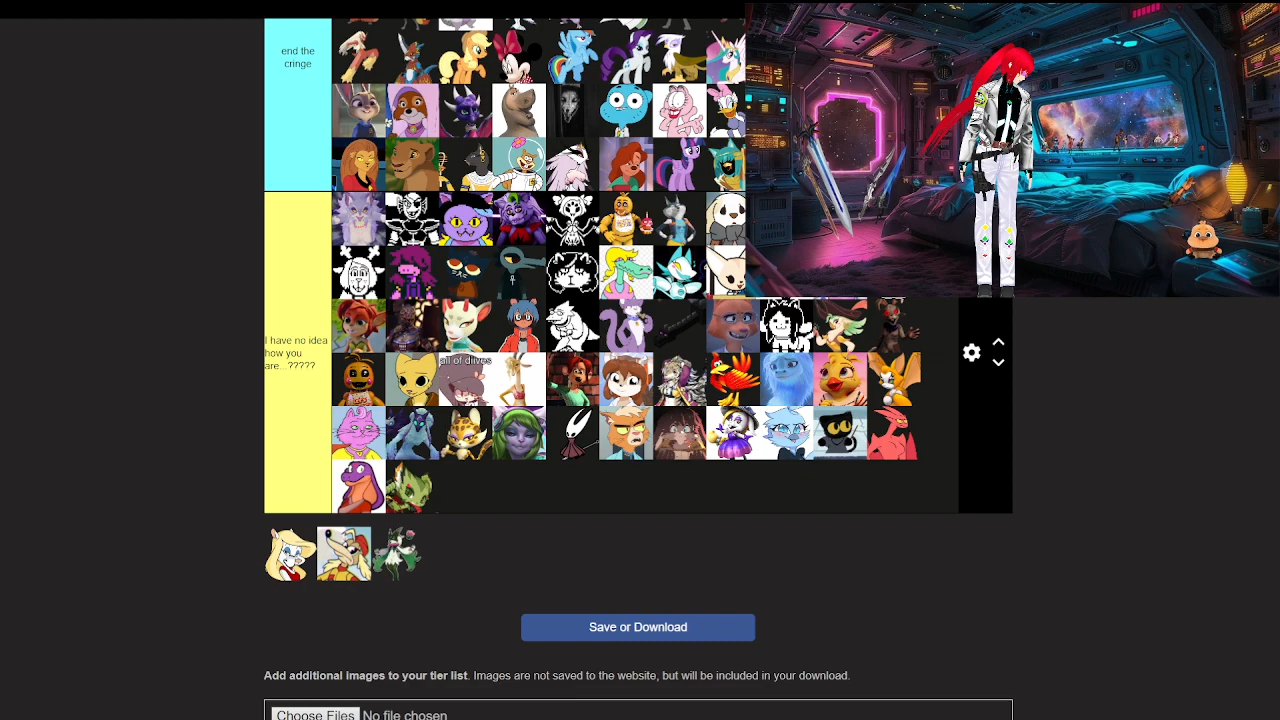 end the
cringe
I have no idea
how you
are...?????
all of dlives
Save or Download
Add additional images to your tier list. Images are not saved to the website, but will be included in your download.
Choose Files No file chosen